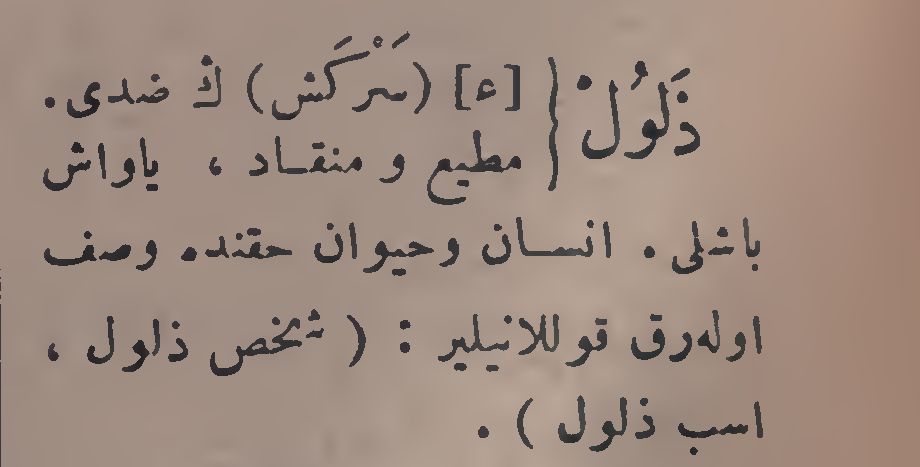 ذَلُولْ { [ء] (سَرْكَش) ڭ ضدى.
مطيع و منقاد ، ياواش
باشلى . انسان وحيوان حقنده وصف
اولەرق قوللانيلير : ( شخص ذلول ،
اسب ذلول ) .